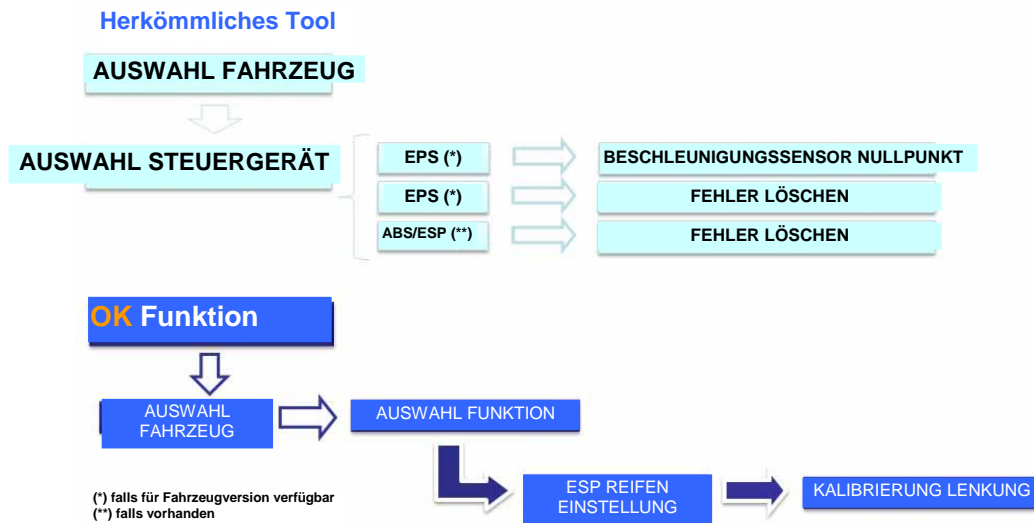 Herkömmliches Tool
AUSWAHL FAHRZEUG
AUSWAHL STEUERGERÄT
EPS (*)
BESCHLEUNIGUNGSSENSOR NULLPUNKT
EPS (*)
FEHLER LÖSCHEN
ABS/ESP (**)
FEHLER LÖSCHEN
OK Funktion
AUSWAHL
FAHRZEUG
AUSWAHL FUNKTION
ESP REIFEN
EINSTELLUNG
KALIBRIERUNG LENKUNG
(*) falls für Fahrzeugversion verfügbar
(**) falls vorhanden